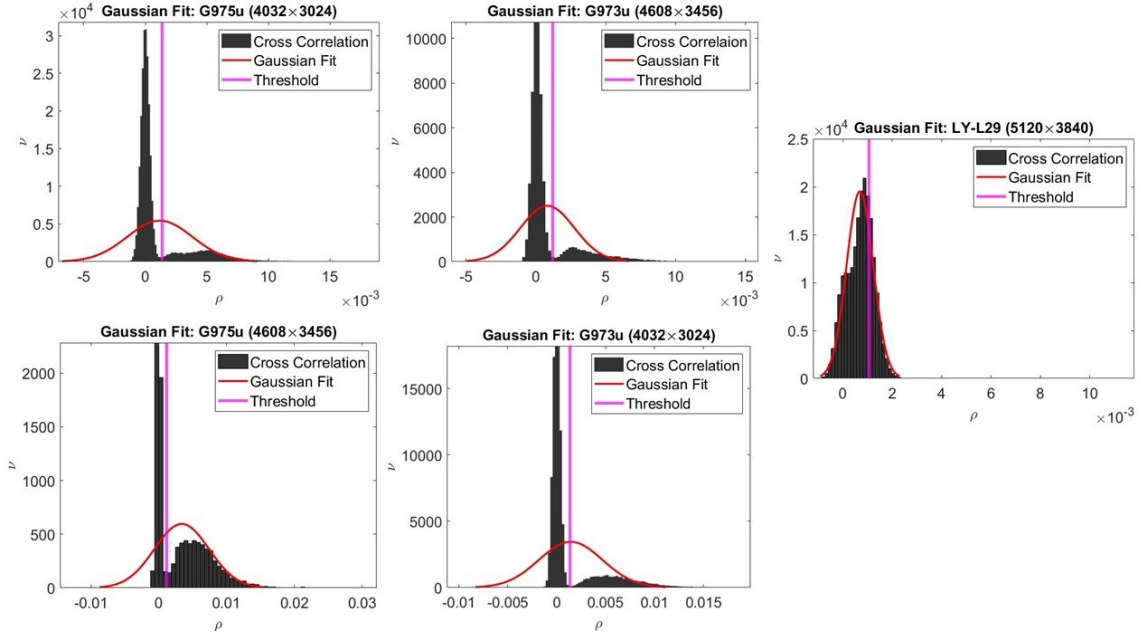 Gaussian Fit: G975u (4032×3024)
×10⁴
3
2.5
2
1.5
1
0.5
0
ν
Cross Correlation
Gaussian Fit
Threshold
-5 0 5 10 15
ρ
×10⁻³
Gaussian Fit: G973u (4608×3456)
10000
8000
6000
4000
2000
0
ν
Cross Correlaion
Gaussian Fit
Threshold
-5 0 5 10 15
ρ
×10⁻³
Gaussian Fit: LY-L29 (5120×3840)
×10⁴
2.5
2
1.5
1
0.5
0
ν
Cross Correlation
Gaussian Fit
Threshold
0 2 4 6 8 10
ρ
×10⁻³
Gaussian Fit: G975u (4608×3456)
2000
1500
1000
500
0
ν
Cross Correlation
Gaussian Fit
Threshold
-0.01 0 0.01 0.02 0.03
ρ
Gaussian Fit: G973u (4032×3024)
15000
10000
5000
0
ν
Cross Correlation
Gaussian Fit
Threshold
-0.01 -0.005 0 0.005 0.01 0.015
ρ